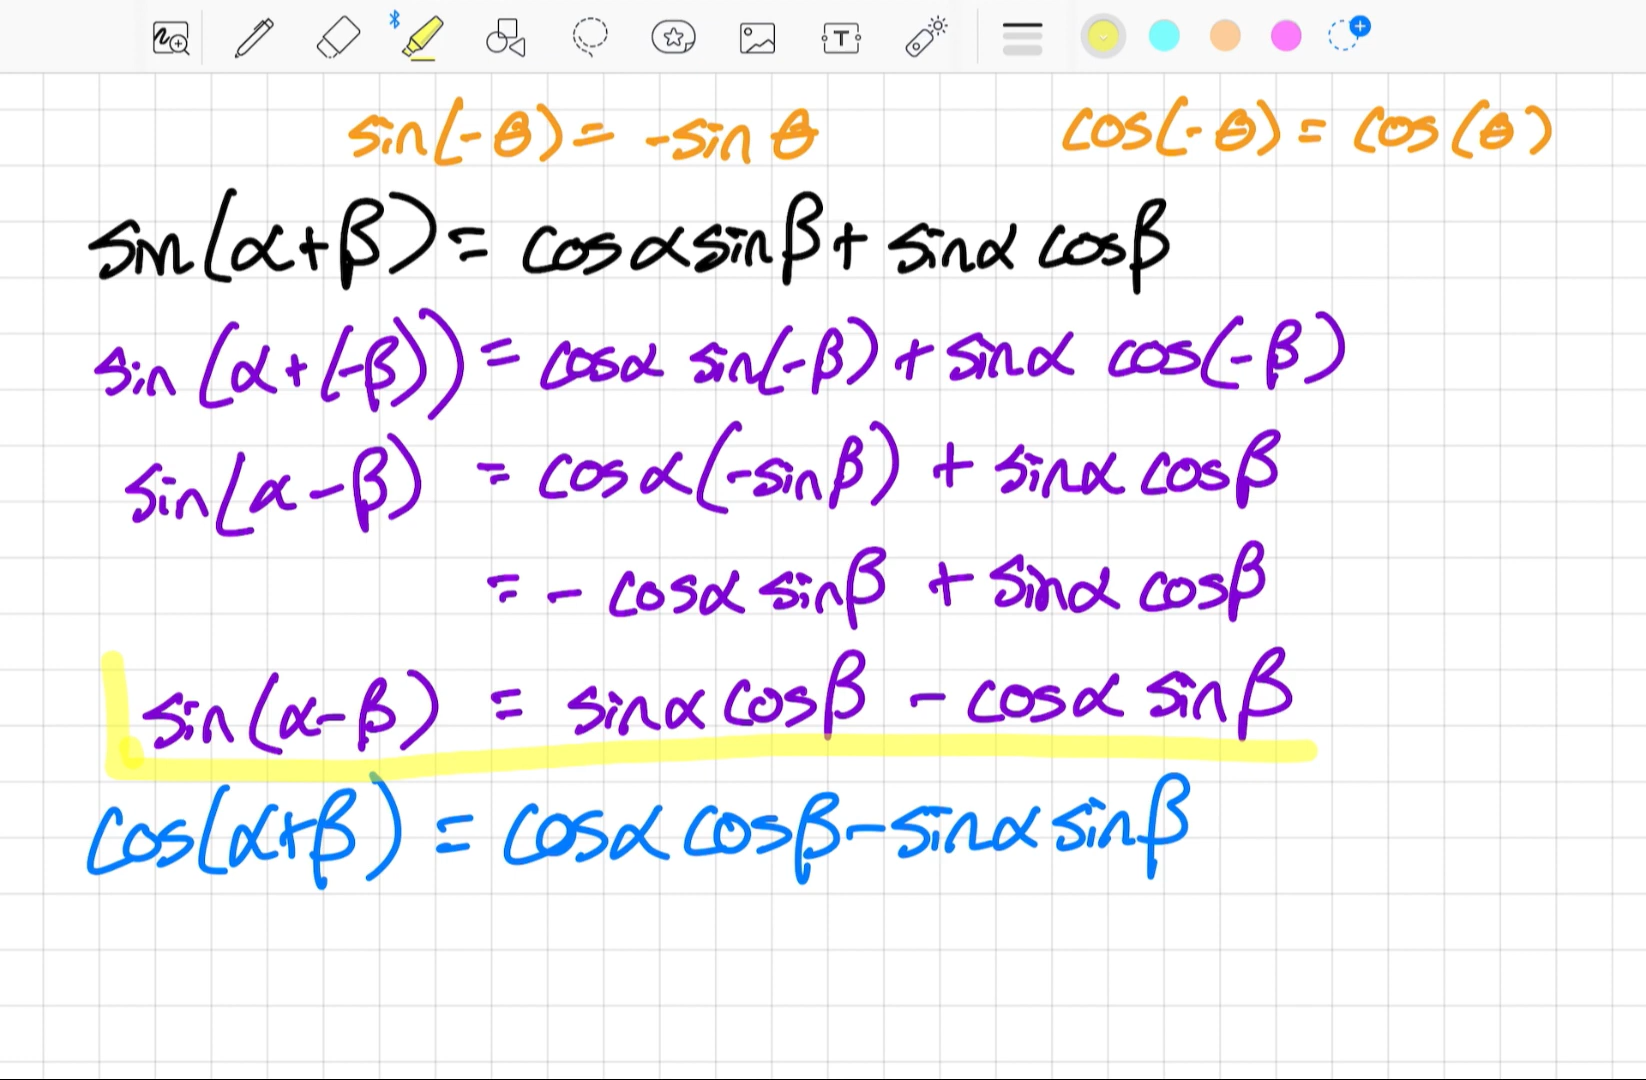 sin(-θ) = -sin θ cos(-θ) = cos(θ)
sin(α+β) = cosα sinβ + sinα cosβ
sin(α+(-β)) = cosα sin(-β) + sinα cos(-β)
sin(α-β) = cosα(-sinβ) + sinα cosβ
= - cosα sinβ + sinα cosβ
sin(α-β) = sinα cosβ - cosα sinβ
cos(α+β) = cosα cosβ - sinα sinβ